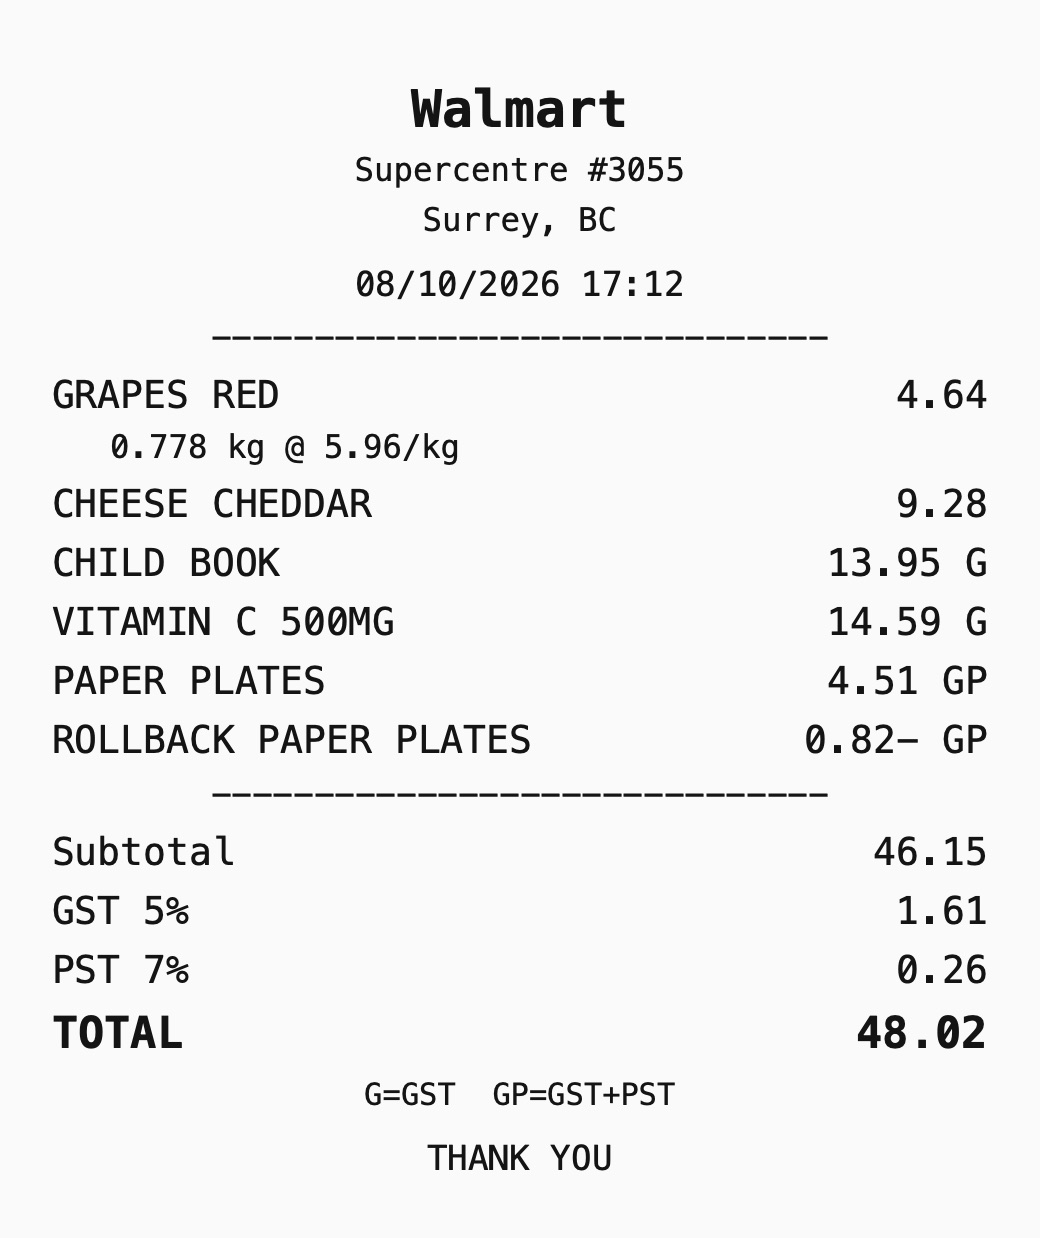 Walmart
Supercentre #3055
Surrey, BC
08/10/2026 17:12
------------------------------
GRAPES RED 4.64
0.778 kg @ 5.96/kg
CHEESE CHEDDAR 9.28
CHILD BOOK 13.95 G
VITAMIN C 500MG 14.59 G
PAPER PLATES 4.51 GP
ROLLBACK PAPER PLATES 0.82- GP
------------------------------
Subtotal 46.15
GST 5% 1.61
PST 7% 0.26
TOTAL 48.02
G=GST GP=GST+PST
THANK YOU